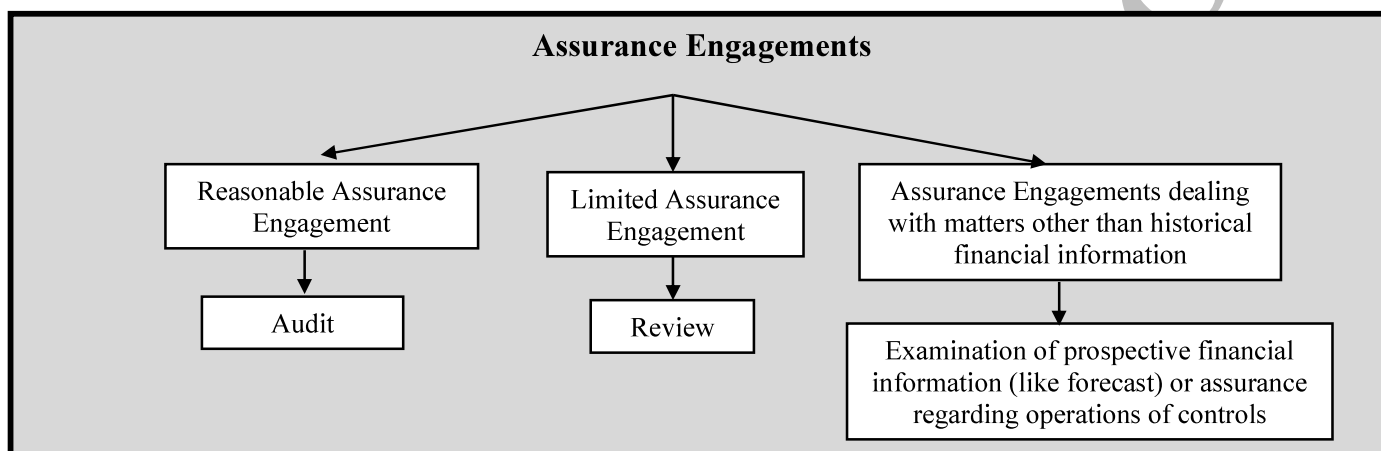 Assurance Engagements
Reasonable Assurance
Engagement
Limited Assurance
Engagement
Assurance Engagements dealing
with matters other than historical
financial information
Audit
Review
Examination of prospective financial
information (like forecast) or assurance
regarding operations of controls